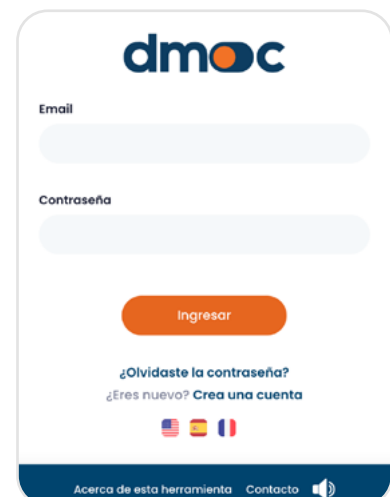 dmoc
Email
Contraseña
Ingresar
¿Olvidaste la contraseña?
¿Eres nuevo? Crea una cuenta
Acerca de esta herramienta Contacto